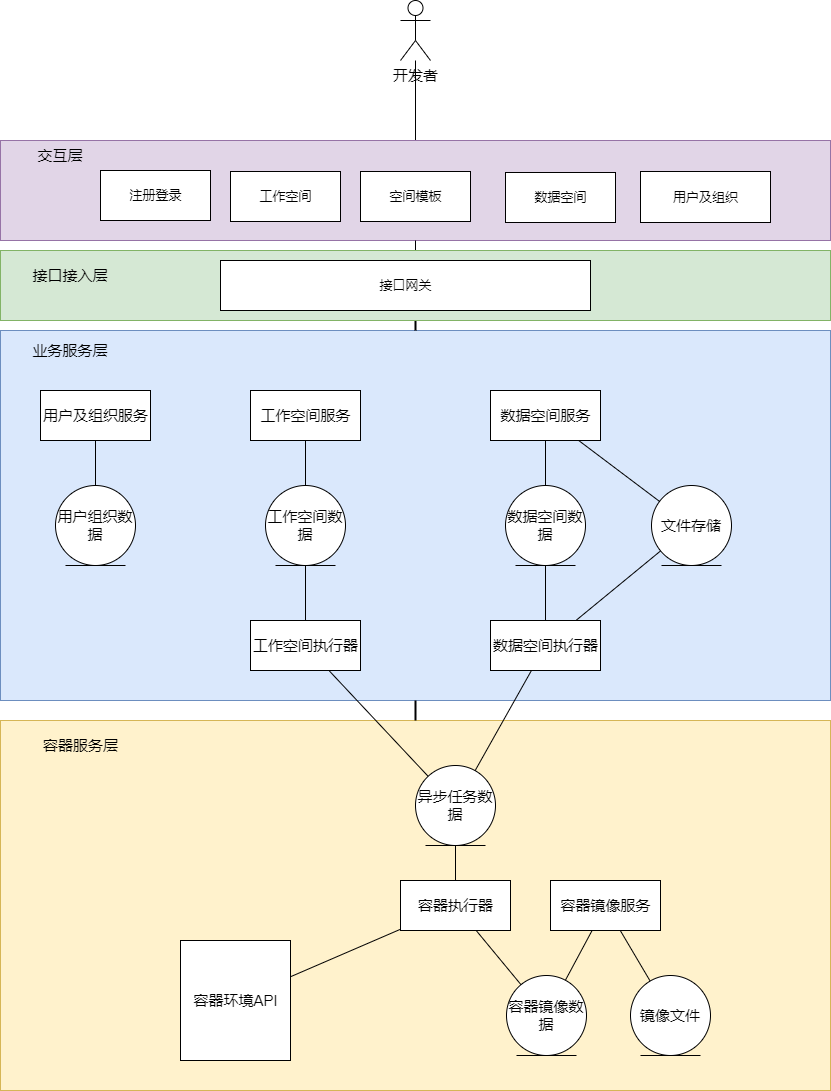 开发者
交互层
注册登录
工作空间
空间模板
数据空间
用户及组织
接口接入层
接口网关
业务服务层
用户及组织服务
工作空间服务
数据空间服务
用户组织数
据
工作空间数
据
数据空间数
据
文件存储
工作空间执行器
数据空间执行器
容器服务层
异步任务数
据
容器执行器
容器镜像服务
容器环境API
容器镜像数
据
镜像文件